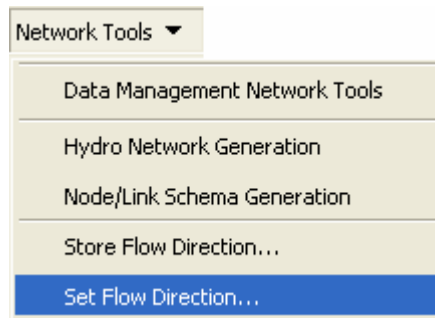 Network Tools
Data Management Network Tools
Hydro Network Generation
Node/Link Schema Generation
Store Flow Direction...
Set Flow Direction...